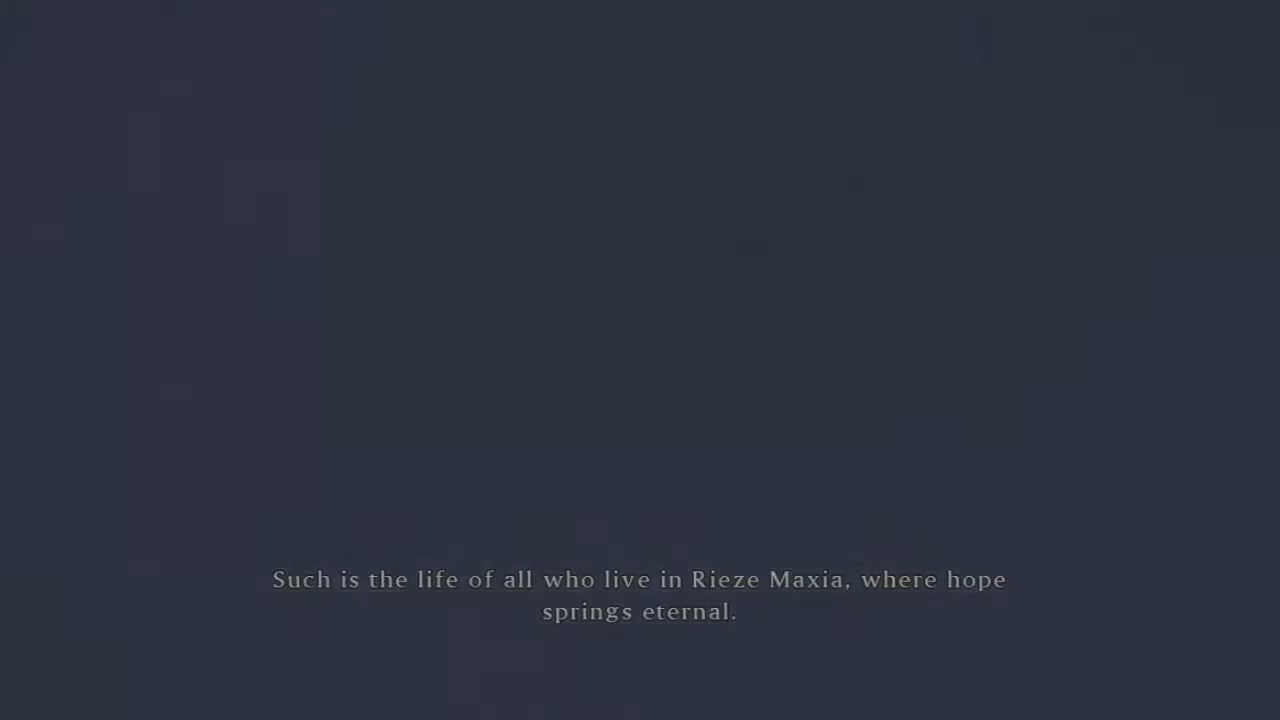 Such is the life of all who live in Rieze Maxia, where hope
springs eternal.